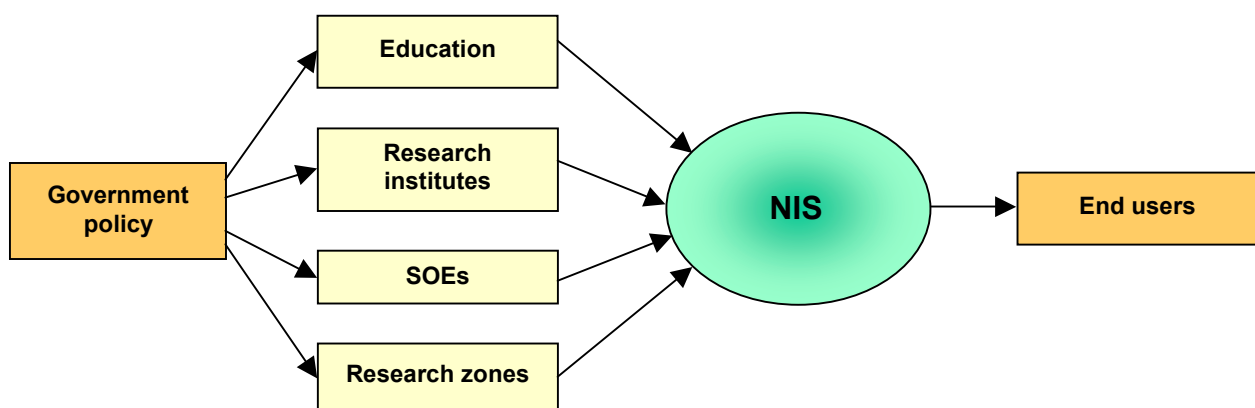 Education
Research
institutes
Government
policy
SOEs
Research zones
NIS
End users